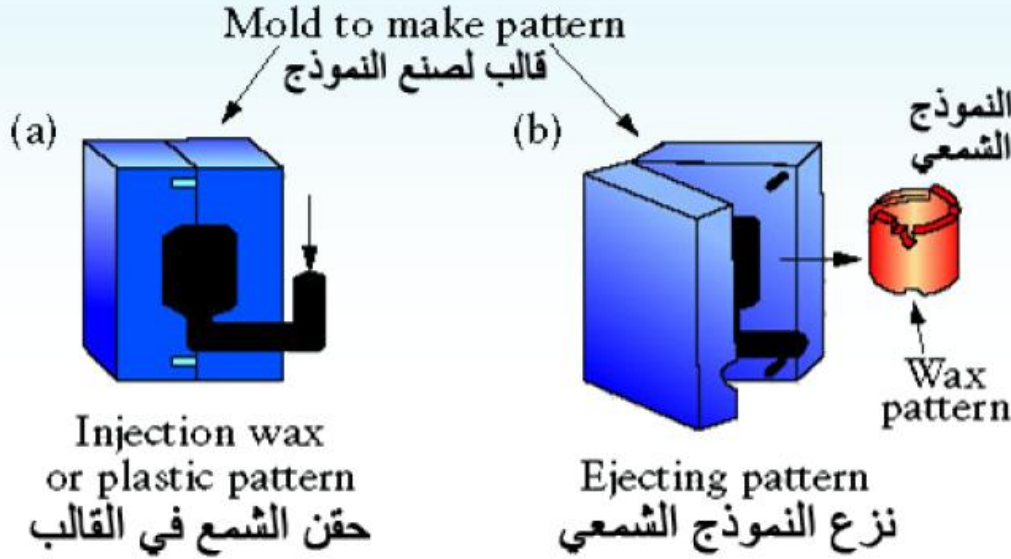 Mold to make pattern
قالب لصنع النموذج
(a)
(b)
النموذج
الشمعي
Wax
pattern
Injection wax
or plastic pattern
حقن الشمع في القالب
Ejecting pattern
نزع النموذج الشمعي